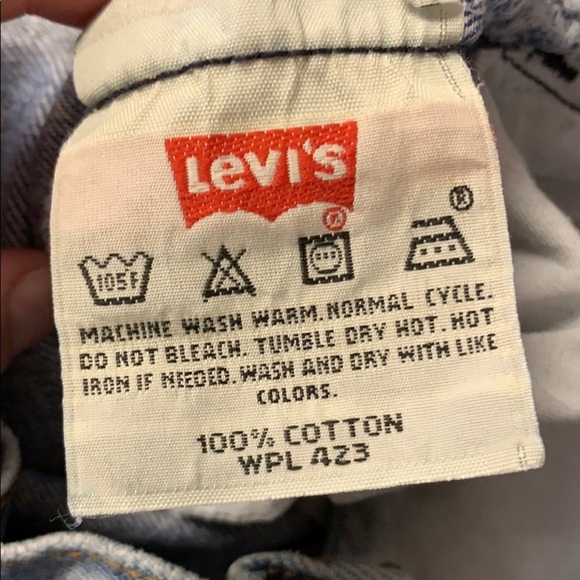 Levi's
®
®
105F
MACHINE WASH WARM. NORMAL CYCLE.
DO NOT BLEACH. TUMBLE DRY HOT. HOT
IRON IF NEEDED. WASH AND DRY WITH LIKE
COLORS.
100% COTTON
WPL 423